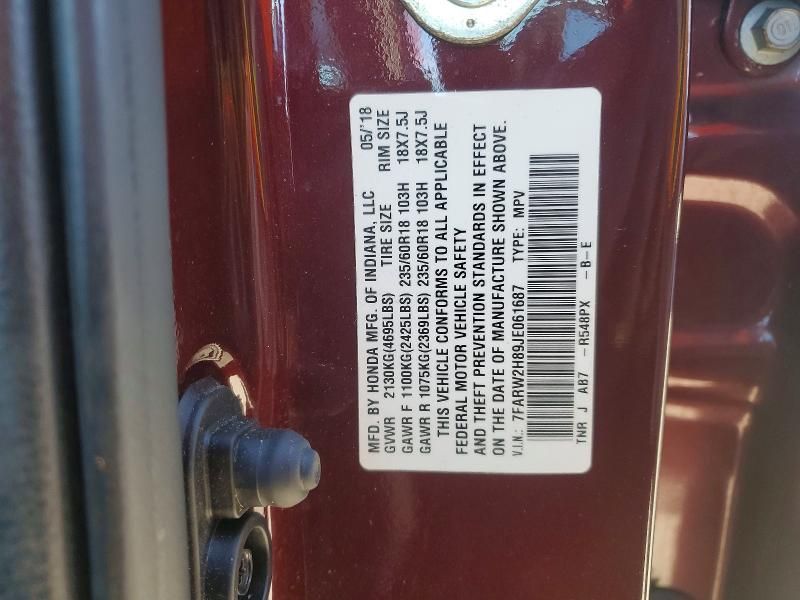 MFD. BY HONDA MFG. OF INDIANA, LLC 05/'18
GVWR 2130KG(4695LBS) TIRE SIZE RIM SIZE
GAWR F 1100KG(2425LBS) 235/60R18 103H 18X7.5J
GAWR R 1075KG(2369LBS) 235/60R18 103H 18X7.5J
THIS VEHICLE CONFORMS TO ALL APPLICABLE
FEDERAL MOTOR VEHICLE SAFETY
AND THEFT PREVENTION STANDARDS IN EFFECT
ON THE DATE OF MANUFACTURE SHOWN ABOVE.
V.I.N.: 7FARW2H89JE061687 TYPE: MPV
TNR J AB7 -R548PX -B-E